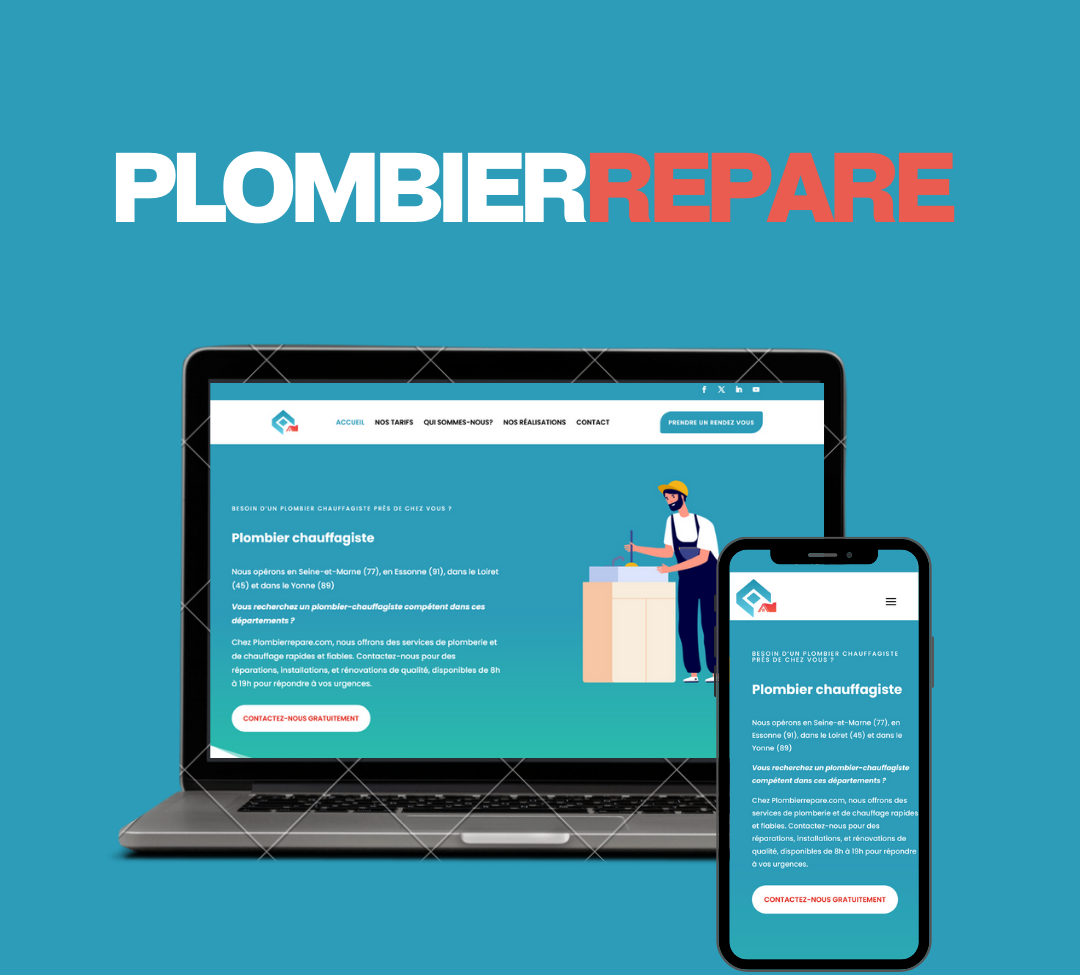 PLOMBIERREPARE
ACCUEIL NOS TARIFS QUI SOMMES-NOUS? NOS RÉALISATIONS CONTACT PRENDRE UN RENDEZ VOUS
BESOIN D'UN PLOMBIER CHAUFFAGISTE PRÈS DE CHEZ VOUS ?
Plombier chauffagiste
Nous opérons en Seine-et-Marne (77), en Essonne (91), dans le Loiret
(45) et dans le Yonne (89)
Vous recherchez un plombier-chauffagiste compétent dans ces
départements ?
Chez Plombierrepare.com, nous offrons des services de plomberie et
de chauffage rapides et fiables. Contactez-nous pour des
réparations, installations, et rénovations de qualité, disponibles de 8h
à 19h pour répondre à vos urgences.
CONTACTEZ-NOUS GRATUITEMENT
BESOIN D'UN PLOMBIER CHAUFFAGISTE
PRÈS DE CHEZ VOUS ?
Plombier chauffagiste
Nous opérons en Seine-et-Marne (77), en
Essonne (91), dans le Loiret (45) et dans le
Yonne (89)
Vous recherchez un plombier-chauffagiste
compétent dans ces départements ?
Chez Plombierrepare.com, nous offrons des
services de plomberie et de chauffage rapides
et fiables. Contactez-nous pour des
réparations, installations, et rénovations de
qualité, disponibles de 8h à 19h pour répondre
à vos urgences.
CONTACTEZ-NOUS GRATUITEMENT